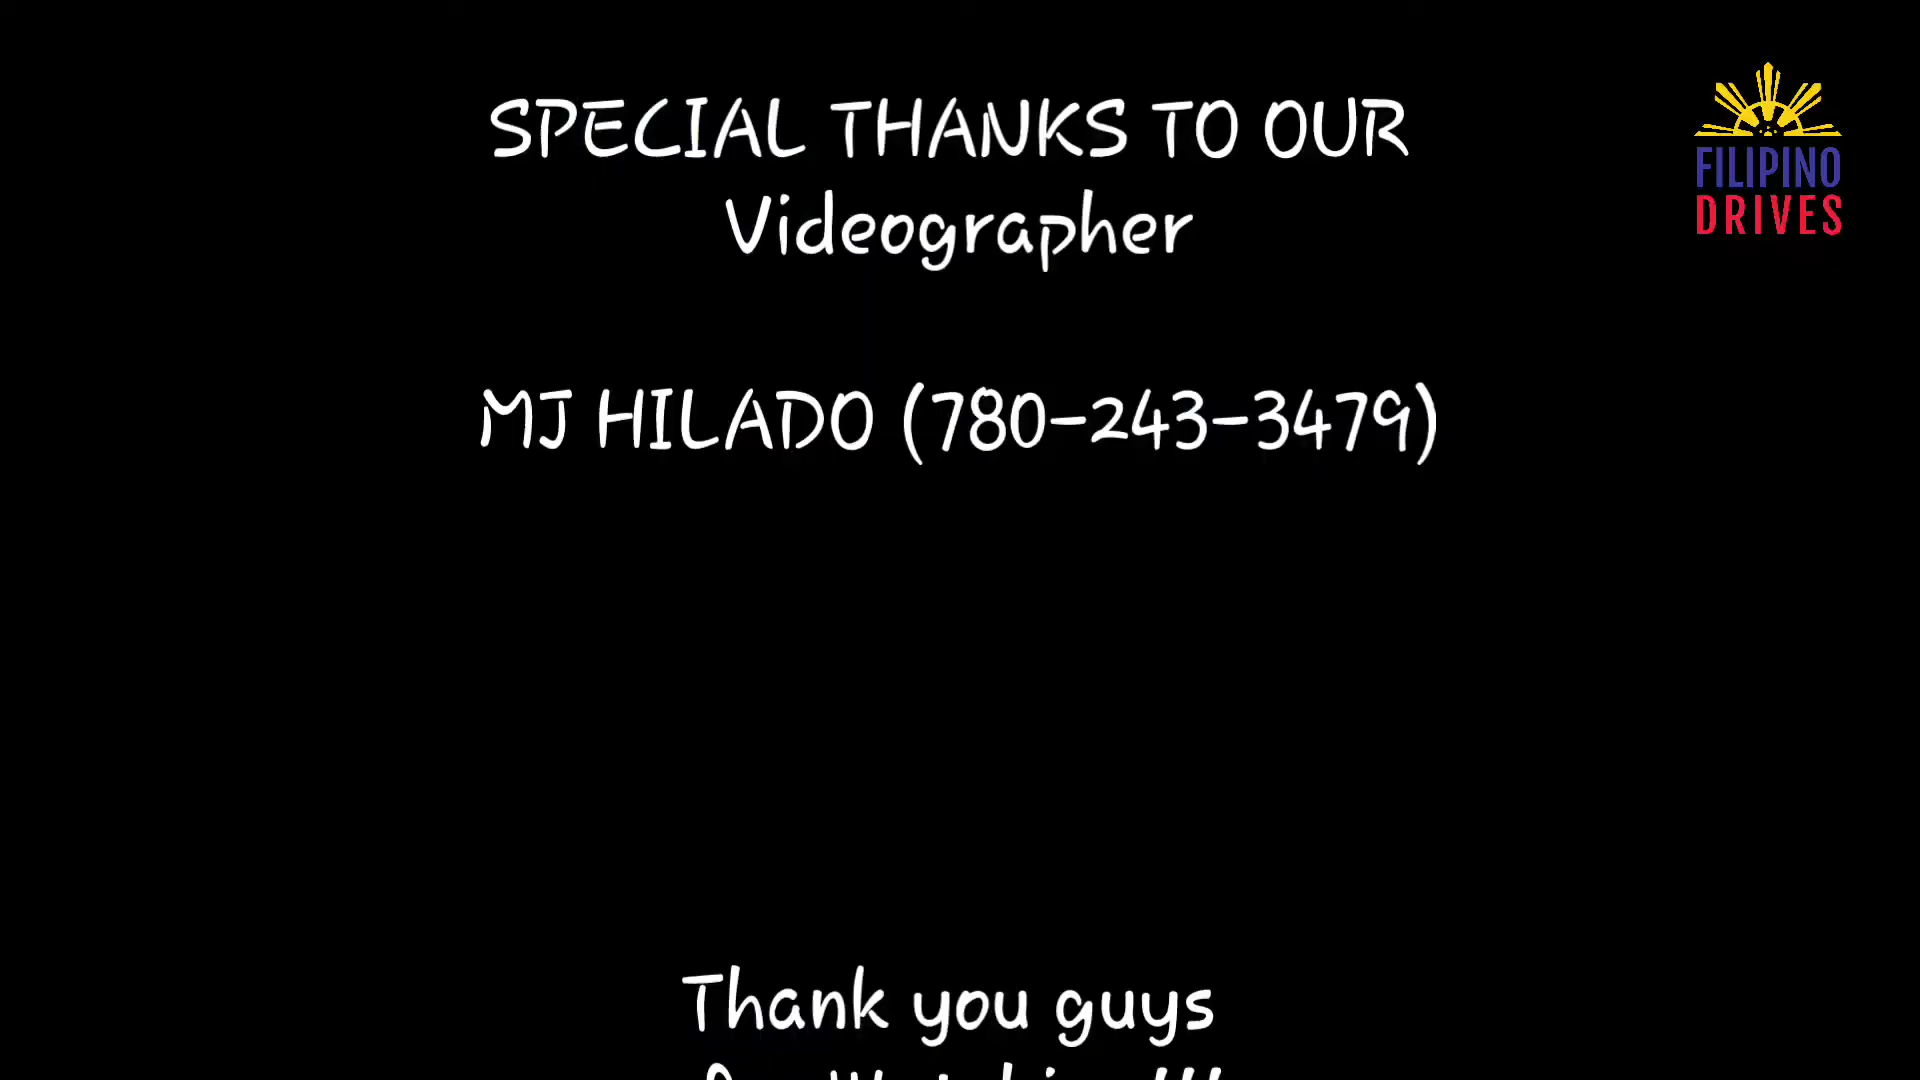 SPECIAL THANKS TO OUR
Videographer
MJ HILADO (780-243-3479)
FILIPINO
DRIVES
Thank you guys